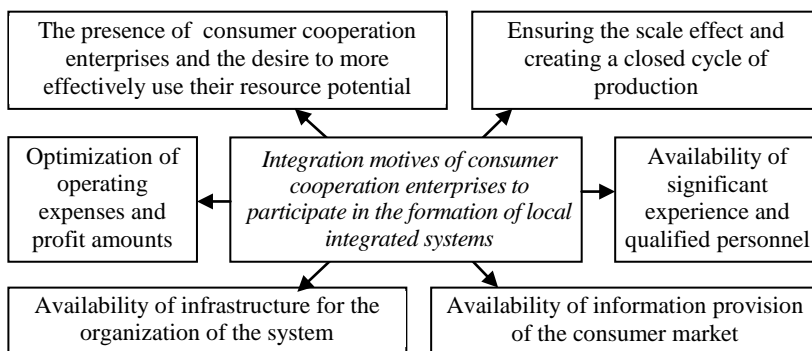 The presence of consumer cooperation
enterprises and the desire to more
effectively use their resource potential
Ensuring the scale effect and
creating a closed cycle of
production
Optimization of
operating
expenses and
profit amounts
Integration motives of consumer
cooperation enterprises to
participate in the formation of local
integrated systems
Availability of
significant
experience and
qualified personnel
Availability of infrastructure for the
organization of the system
Availability of information provision
of the consumer market